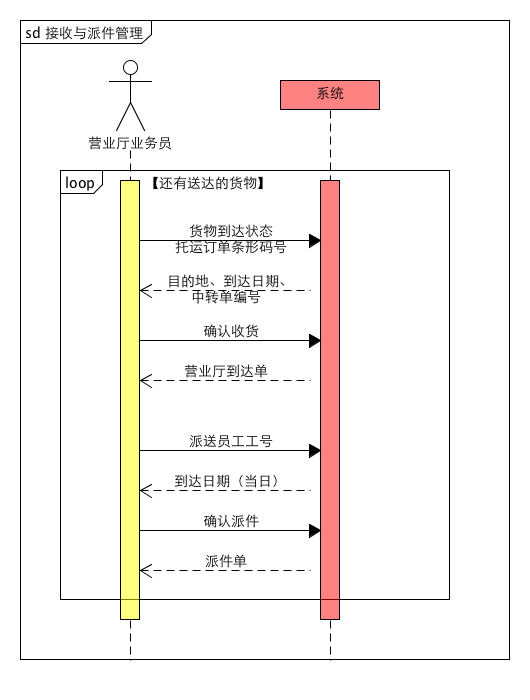 sd 接收与派件管理
系统
营业厅业务员
loop
【还有送达的货物】
货物到达状态
托运订单条形码号
目的地、到达日期、
中转单编号
确认收货
营业厅到达单
派送员工工号
到达日期（当日）
确认派件
派件单